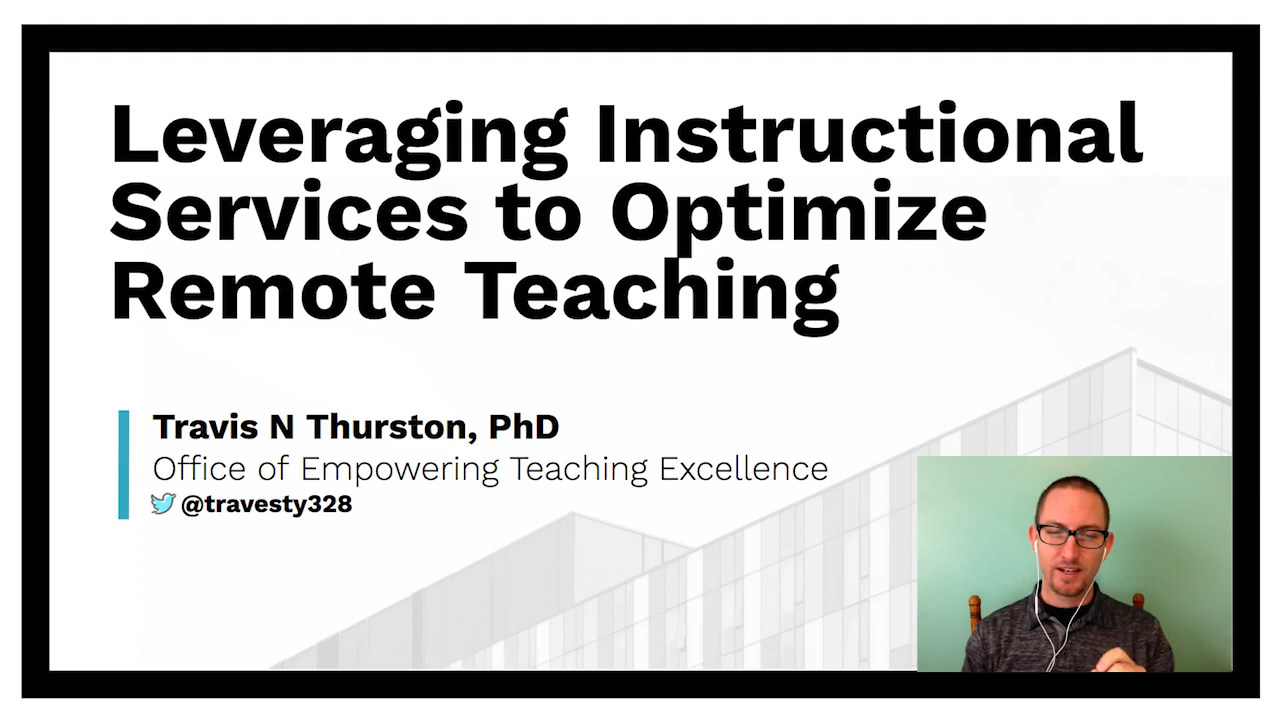 Leveraging Instructional
Services to Optimize
Remote Teaching
Travis N Thurston, PhD
Office of Empowering Teaching Excellence
@travesty328